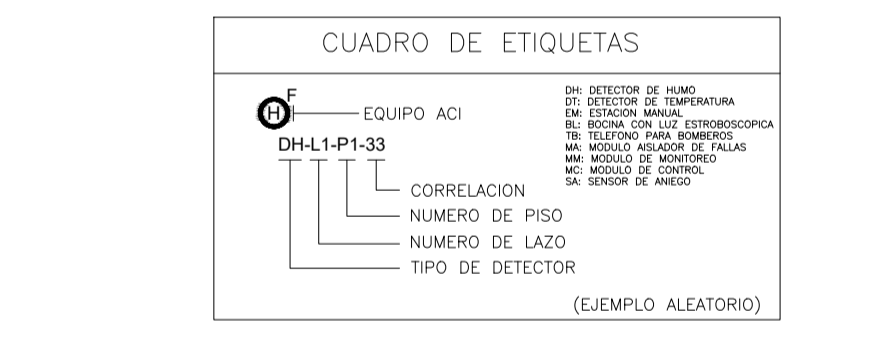 CUADRO DE ETIQUETAS
F
H
EQUIPO ACI
DH-L1-P1-33
CORRELACION
NUMERO DE PISO
NUMERO DE LAZO
TIPO DE DETECTOR
DH: DETECTOR DE HUMO
DT: DETECTOR DE TEMPERATURA
EM: ESTACION MANUAL
BL: BOCINA CON LUZ ESTROBOSCOPICA
TB: TELEFONO PARA BOMBEROS
MA: MODULO AISLADOR DE FALLAS
MM: MODULO DE MONITOREO
MC: MODULO DE CONTROL
SA: SENSOR DE ANIEGO
(EJEMPLO ALEATORIO)